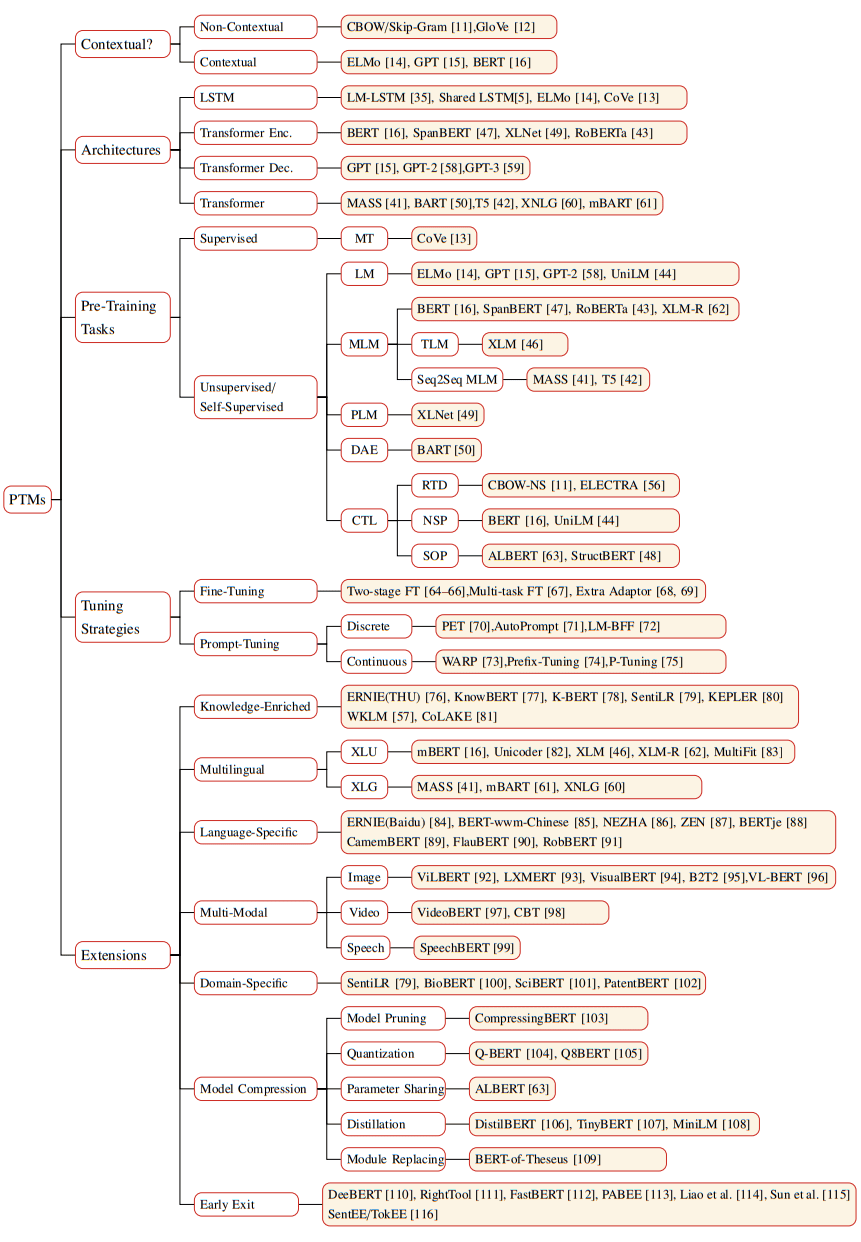 Non-Contextual
CBOW/Skip-Gram [11],GloVe [12]
Contextual?
Contextual
ELMo [14], GPT [15], BERT [16]
LSTM
LM-LSTM [35], Shared LSTM[5], ELMo [14], CoVe [13]
Transformer Enc.
BERT [16], SpanBERT [47], XLNet [49], RoBERTa [43]
Architectures
Transformer Dec.
GPT [15], GPT-2 [58],GPT-3 [59]
Transformer
MASS [41], BART [50],T5 [42], XNLG [60], mBART [61]
Supervised
MT
CoVe [13]
LM
ELMo [14], GPT [15], GPT-2 [58], UniLM [44]
Pre-Training
Tasks
BERT [16], SpanBERT [47], RoBERTa [43], XLM-R [62]
MLM
TLM
XLM [46]
Seq2Seq MLM
MASS [41], T5 [42]
Unsupervised/
Self-Supervised
PLM
XLNet [49]
DAE
BART [50]
RTD
CBOW-NS [11], ELECTRA [56]
PTMs
CTL
NSP
BERT [16], UniLM [44]
SOP
ALBERT [63], StructBERT [48]
Fine-Tuning
Two-stage FT [64–66],Multi-task FT [67], Extra Adaptor [68, 69]
Tuning
Strategies
Discrete
PET [70],AutoPrompt [71],LM-BFF [72]
Prompt-Tuning
Continuous
WARP [73],Prefix-Tuning [74],P-Tuning [75]
Knowledge-Enriched
ERNIE(THU) [76], KnowBERT [77], K-BERT [78], SentiLR [79], KEPLER [80]
WKLM [57], CoLAKE [81]
XLU
mBERT [16], Unicoder [82], XLM [46], XLM-R [62], MultiFit [83]
Multilingual
XLG
MASS [41], mBART [61], XNLG [60]
Language-Specific
ERNIE(Baidu) [84], BERT-wwm-Chinese [85], NEZHA [86], ZEN [87], BERTje [88]
CamemBERT [89], FlauBERT [90], RobBERT [91]
Image
ViLBERT [92], LXMERT [93], VisualBERT [94], B2T2 [95],VL-BERT [96]
Multi-Modal
Video
VideoBERT [97], CBT [98]
Speech
SpeechBERT [99]
Extensions
Domain-Specific
SentiLR [79], BioBERT [100], SciBERT [101], PatentBERT [102]
Model Pruning
CompressingBERT [103]
Quantization
Q-BERT [104], Q8BERT [105]
Model Compression
Parameter Sharing
ALBERT [63]
Distillation
DistilBERT [106], TinyBERT [107], MiniLM [108]
Module Replacing
BERT-of-Theseus [109]
Early Exit
DeeBERT [110], RightTool [111], FastBERT [112], PABEE [113], Liao et al. [114], Sun et al. [115]
SentEE/TokEE [116]